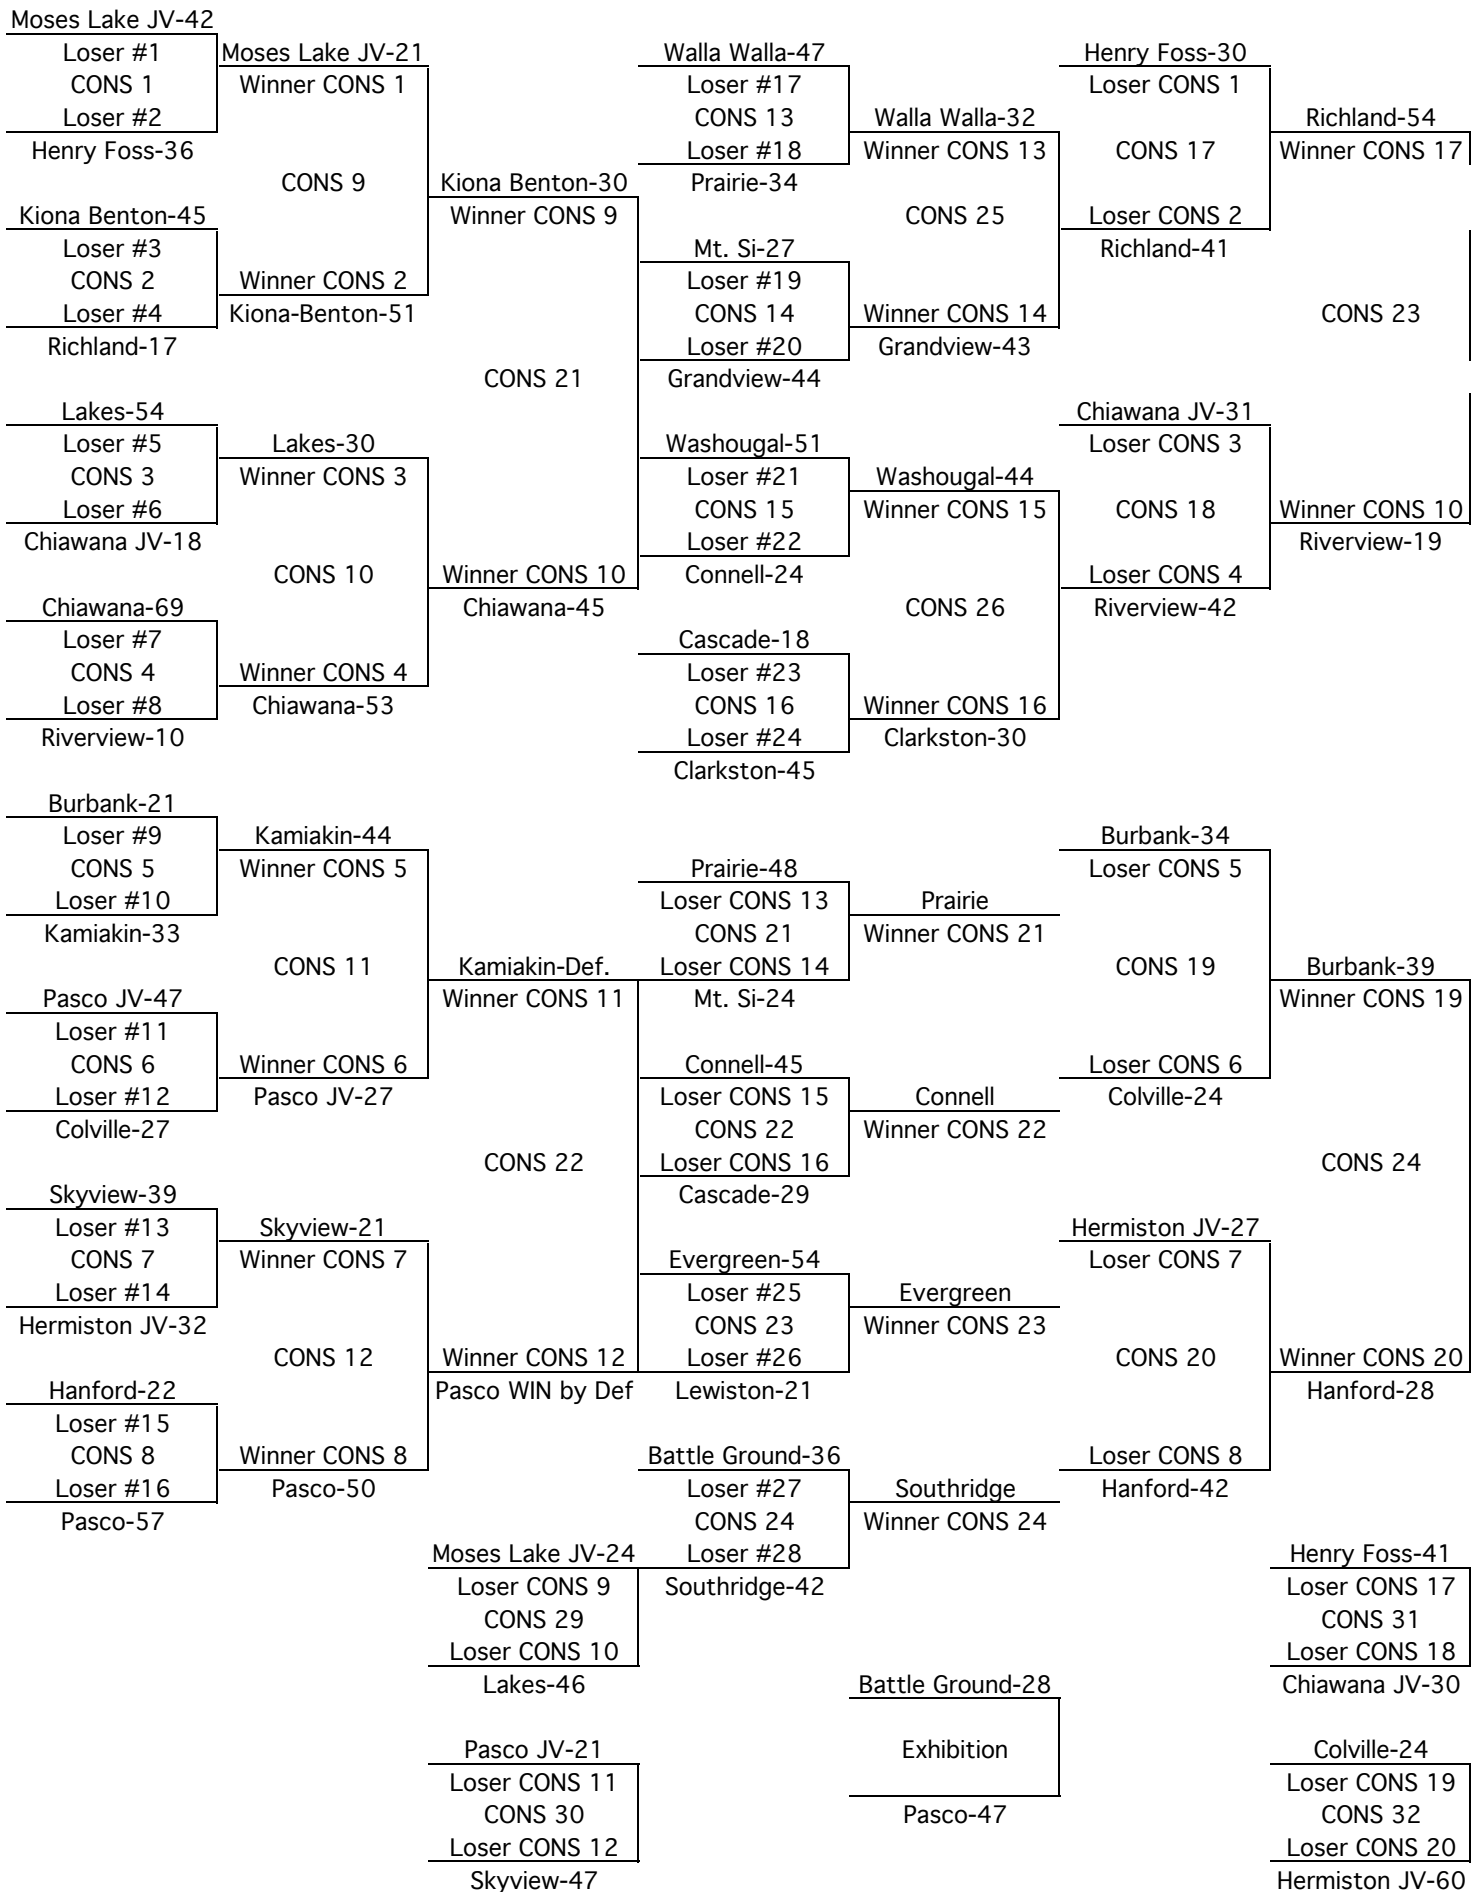 Moses Lake JV-42
Loser #1
CONS 1
Loser #2
Henry Foss-36
Kiona Benton-45
Loser #3
CONS 2
Loser #4
Richland-17
Lakes-54
Loser #5
CONS 3
Loser #6
Chiawana JV-18
Chiawana-69
Loser #7
CONS 4
Loser #8
Riverview-10
Burbank-21
Loser #9
CONS 5
Loser #10
Kamiakin-33
Pasco JV-47
Loser #11
CONS 6
Loser #12
Colville-27
Skyview-39
Loser #13
CONS 7
Loser #14
Hermiston JV-32
Hanford-22
Loser #15
CONS 8
Loser #16
Pasco-57
Moses Lake JV-21
Winner CONS 1
CONS 9
Winner CONS 2
Kiona-Benton-51
Lakes-30
Winner CONS 3
CONS 10
Winner CONS 4
Chiawana-53
Kamiakin-44
Winner CONS 5
CONS 11
Winner CONS 6
Pasco JV-27
Skyview-21
Winner CONS 7
CONS 12
Winner CONS 8
Pasco-50
Kiona Benton-30
Winner CONS 9
CONS 21
Winner CONS 10
Chiawana-45
Kamiakin-Def.
Winner CONS 11
CONS 22
Winner CONS 12
Pasco WIN by Def
Moses Lake JV-24
Loser CONS 9
CONS 29
Loser CONS 10
Lakes-46
Pasco JV-21
Loser CONS 11
CONS 30
Loser CONS 12
Skyview-47
Walla Walla-47
Loser #17
CONS 13
Loser #18
Prairie-34
Mt. Si-27
Loser #19
CONS 14
Loser #20
Grandview-44
Washougal-51
Loser #21
CONS 15
Loser #22
Connell-24
Cascade-18
Loser #23
CONS 16
Loser #24
Clarkston-45
Prairie-48
Loser CONS 13
CONS 21
Loser CONS 14
Mt. Si-24
Connell-45
Loser CONS 15
CONS 22
Loser CONS 16
Cascade-29
Evergreen-54
Loser #25
CONS 23
Loser #26
Lewiston-21
Battle Ground-36
Loser #27
CONS 24
Loser #28
Southridge-42
Walla Walla-32
Winner CONS 13
CONS 25
Winner CONS 14
Grandview-43
Washougal-44
Winner CONS 15
CONS 26
Winner CONS 16
Clarkston-30
Prairie
Winner CONS 21
Connell
Winner CONS 22
Evergreen
Winner CONS 23
Southridge
Winner CONS 24
Battle Ground-28
Exhibition
Pasco-47
Henry Foss-30
Loser CONS 1
CONS 17
Loser CONS 2
Richland-41
Chiawana JV-31
Loser CONS 3
CONS 18
Loser CONS 4
Riverview-42
Burbank-34
Loser CONS 5
CONS 19
Loser CONS 6
Colville-24
Hermiston JV-27
Loser CONS 7
CONS 20
Loser CONS 8
Hanford-42
Richland-54
Winner CONS 17
CONS 23
Winner CONS 10
Riverview-19
Burbank-39
Winner CONS 19
CONS 24
Winner CONS 20
Hanford-28
Henry Foss-41
Loser CONS 17
CONS 31
Loser CONS 18
Chiawana JV-30
Colville-24
Loser CONS 19
CONS 32
Loser CONS 20
Hermiston JV-60